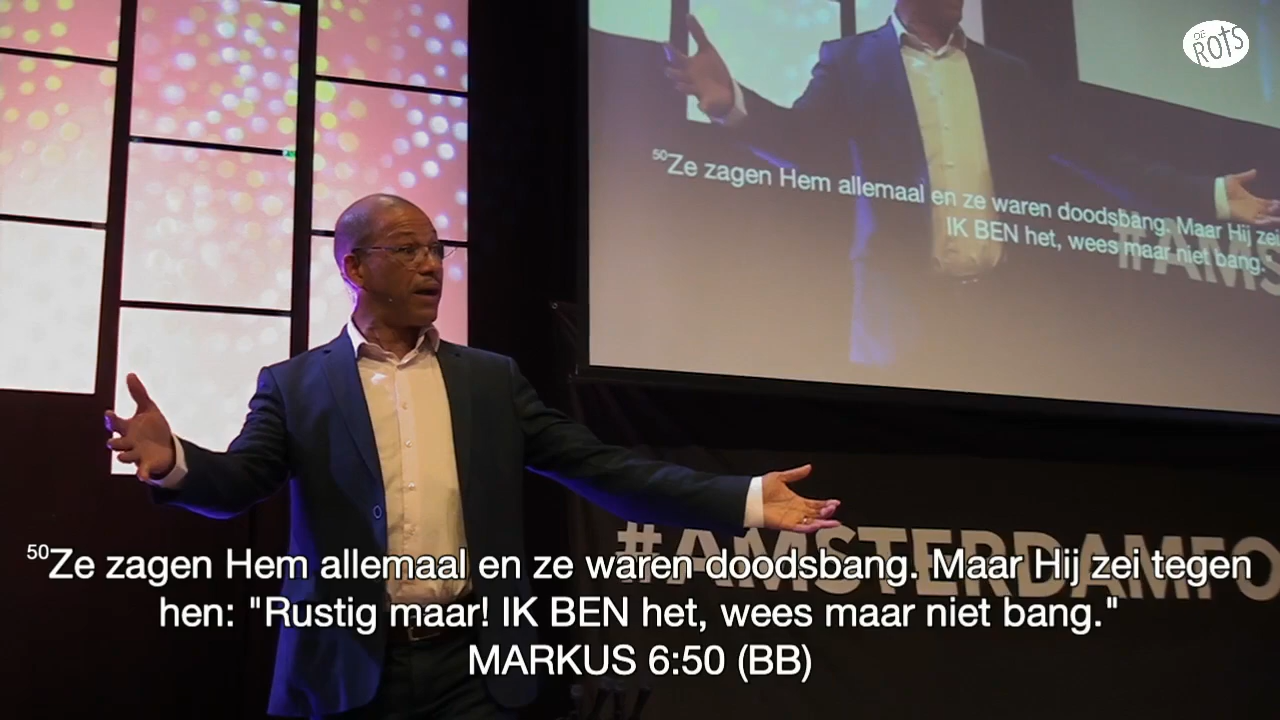 DE
ROTS
⁵⁰Ze zagen Hem allemaal en ze waren doodsbang. Maar Hij zei
IK BEN het, wees maar niet bang.
#AMS
#AMSTERDAMFO
⁵⁰Ze zagen Hem allemaal en ze waren doodsbang. Maar Hij zei tegen
hen: "Rustig maar! IK BEN het, wees maar niet bang."
MARKUS 6:50 (BB)